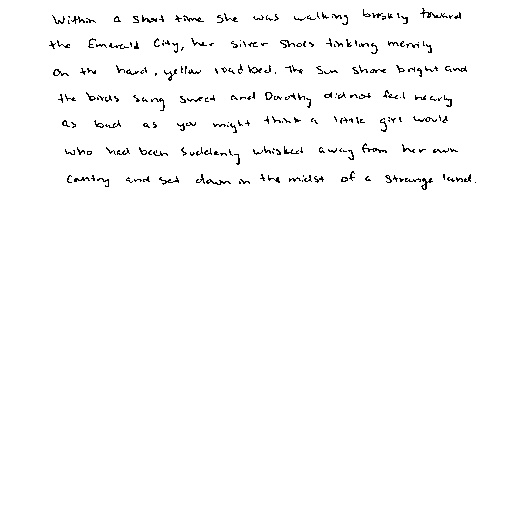 Within a short time she was walking briskly toward
the Emerald City, her Silver Shoes tinkling merrily
on the hard, yellow roadbed. The sun shone bright and
the birds sang sweet and Dorothy did not feel nearly
as bad as you might think a little girl would
who had been suddenly whisked away from her own
country and set down in the midst of a strange land.